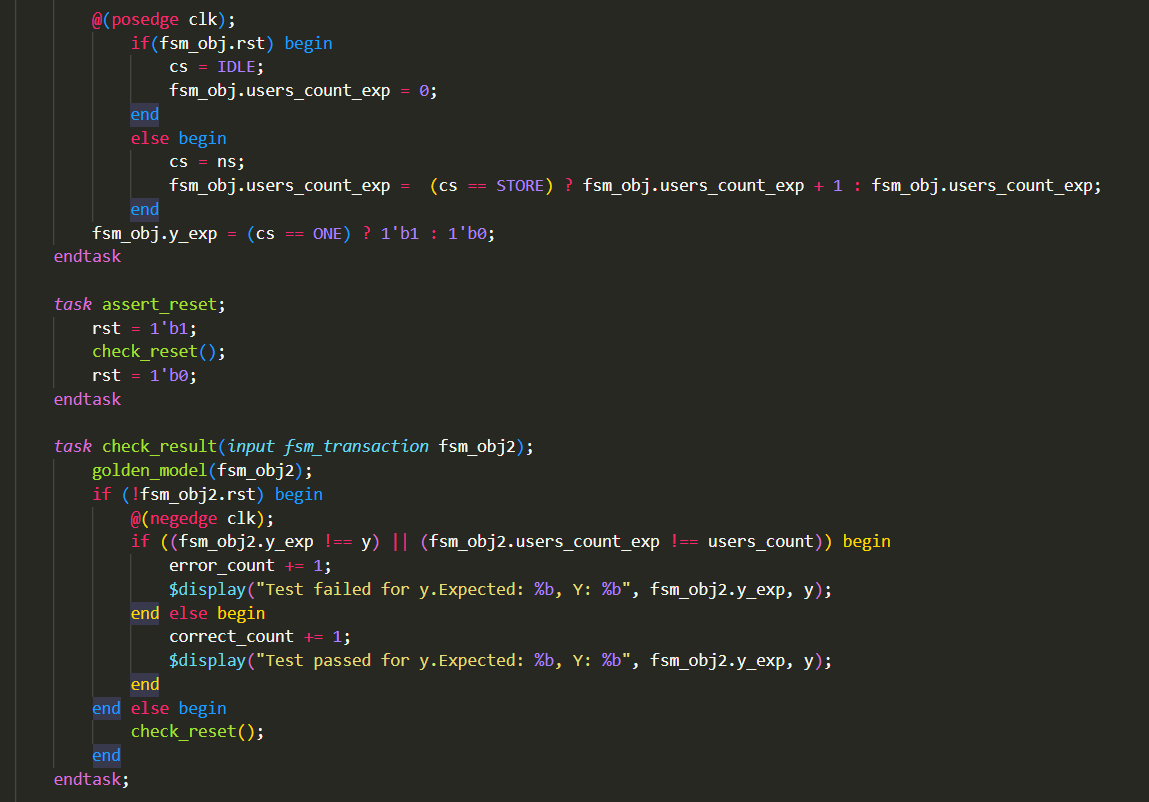 @(posedge clk);
if(fsm_obj.rst) begin
cs = IDLE;
fsm_obj.users_count_exp = 0;
end
else begin
cs = ns;
fsm_obj.users_count_exp =  (cs == STORE) ? fsm_obj.users_count_exp + 1 : fsm_obj.users_count_exp;
end
fsm_obj.y_exp = (cs == ONE) ? 1'b1 : 1'b0;
endtask
task assert_reset;
rst = 1'b1;
check_reset();
rst = 1'b0;
endtask
task check_result(input fsm_transaction fsm_obj2);
golden_model(fsm_obj2);
if (!fsm_obj2.rst) begin
@(negedge clk);
if ((fsm_obj2.y_exp !== y) || (fsm_obj2.users_count_exp !== users_count)) begin
error_count += 1;
$display("Test failed for y.Expected: %b, Y: %b", fsm_obj2.y_exp, y);
end else begin
correct_count += 1;
$display("Test passed for y.Expected: %b, Y: %b", fsm_obj2.y_exp, y);
end
end else begin
check_reset();
end
endtask;